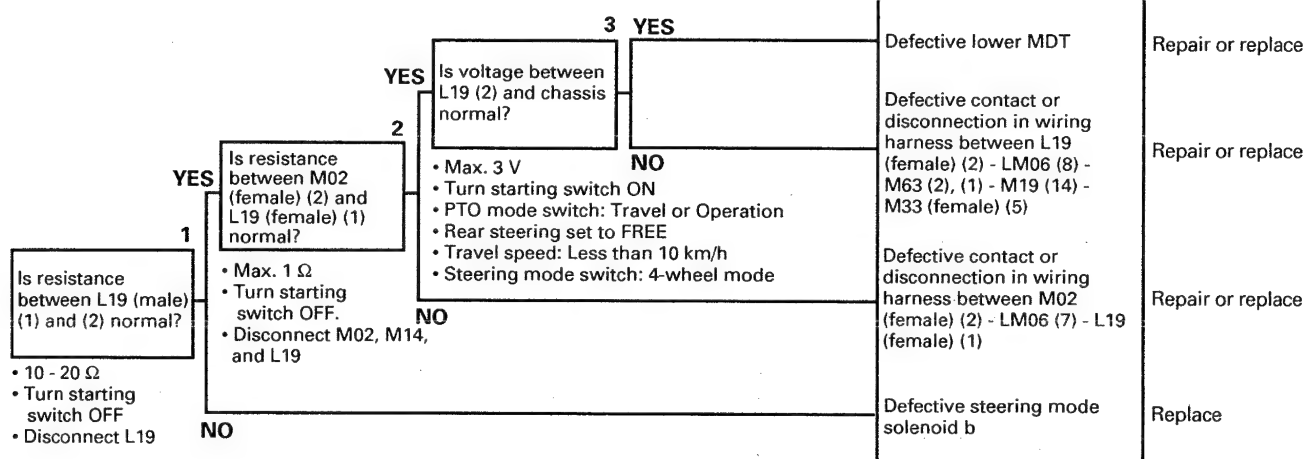 1
Is resistance
between L19 (male)
(1) and (2) normal?
• 10 - 20 Ω
• Turn starting
switch OFF
• Disconnect L19
YES
NO
2
Is resistance
between M02
(female) (2) and
L19 (female) (1)
normal?
• Max. 1 Ω
• Turn starting
switch OFF.
• Disconnect M02, M14,
and L19
YES
NO
3
Is voltage between
L19 (2) and chassis
normal?
• Max. 3 V
• Turn starting switch ON
• PTO mode switch: Travel or Operation
• Rear steering set to FREE
• Travel speed: Less than 10 km/h
• Steering mode switch: 4-wheel mode
YES
NO
Defective lower MDT
Repair or replace
Defective contact or
disconnection in wiring
harness between L19
(female) (2) - LM06 (8) -
M63 (2), (1) - M19 (14) -
M33 (female) (5)
Repair or replace
Defective contact or
disconnection in wiring
harness between M02
(female) (2) - LM06 (7) - L19
(female) (1)
Repair or replace
Defective steering mode
solenoid b
Replace